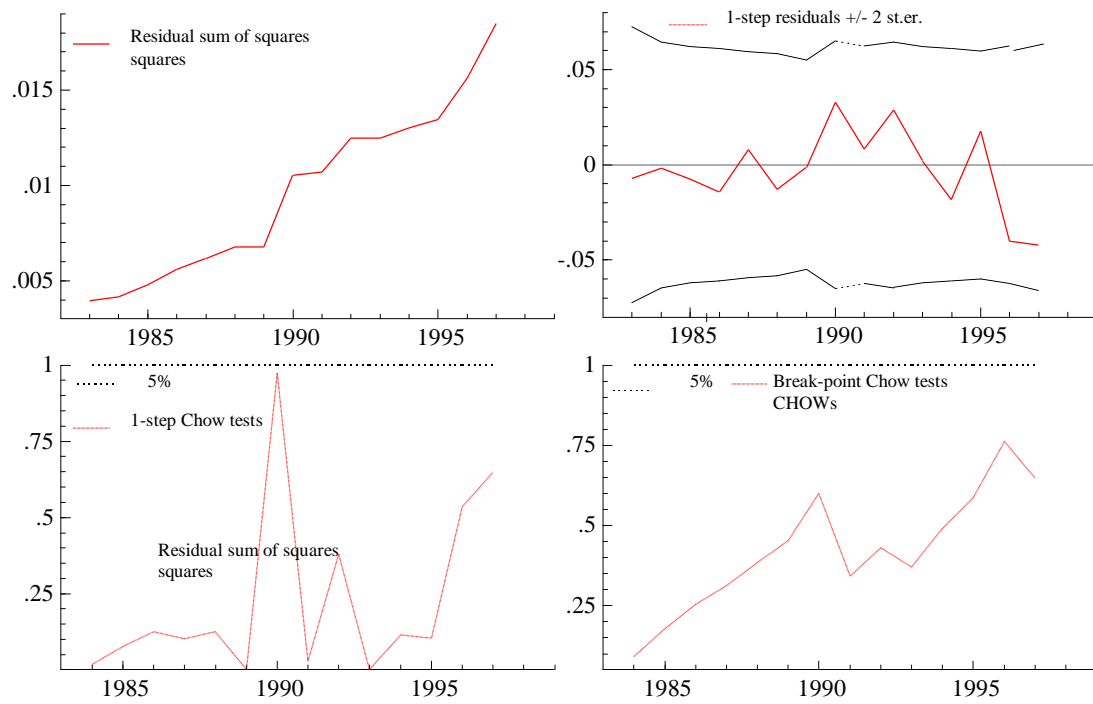 Residual sum of squares
squares
.015
.01
.005
1985 1990 1995
1-step residuals +/- 2 st.er.
.05
0
-.05
1985 1990 1995
1
5%
1-step Chow tests
.75
.5
Residual sum of squares
squares
.25
1985 1990 1995
1
5% Break-point Chow tests
CHOWs
.75
.5
.25
1985 1990 1995